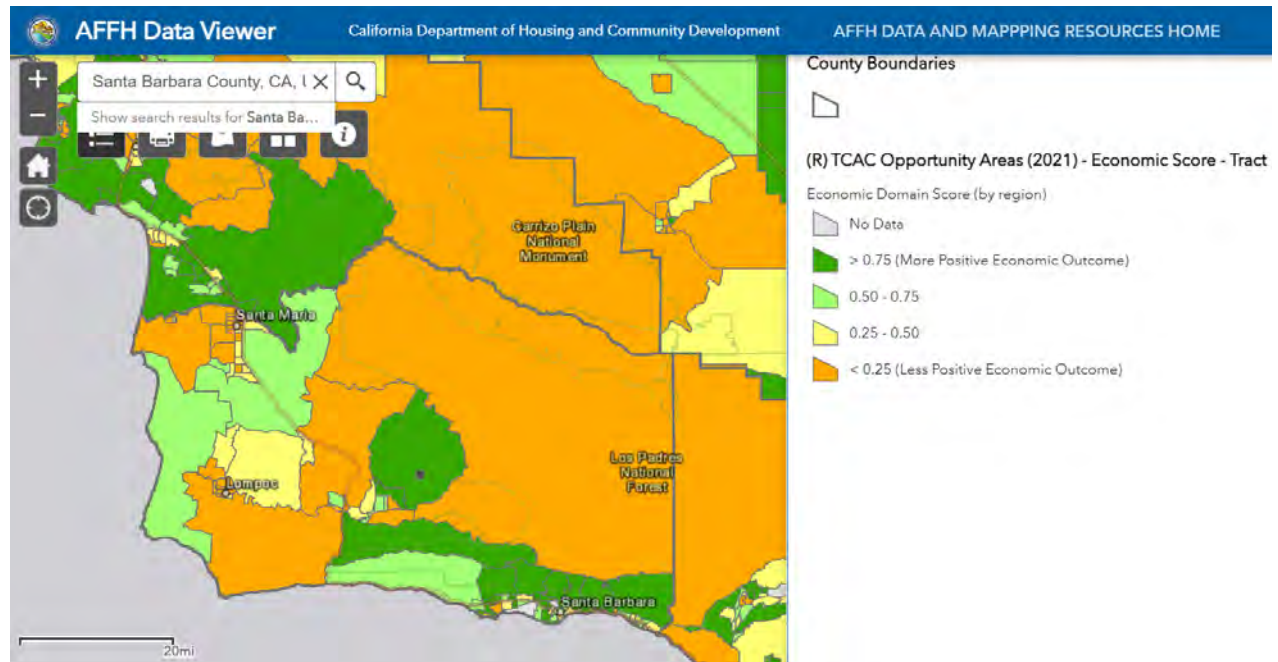 AFFH Data Viewer
California Department of Housing and Community Development
AFFH DATA AND MAPPPING RESOURCES HOME
+
Santa Barbara County, CA, U
Show search results for Santa Ba...
−
i
Carrizo Plain
National
Monument
Santa Maria
Los Padres
National
Forest
Lompoc
Santa Barbara
20mi
County Boundaries
(R) TCAC Opportunity Areas (2021) - Economic Score - Tract
Economic Domain Score (by region)
No Data
> 0.75 (More Positive Economic Outcome)
0.50 - 0.75
0.25 - 0.50
< 0.25 (Less Positive Economic Outcome)